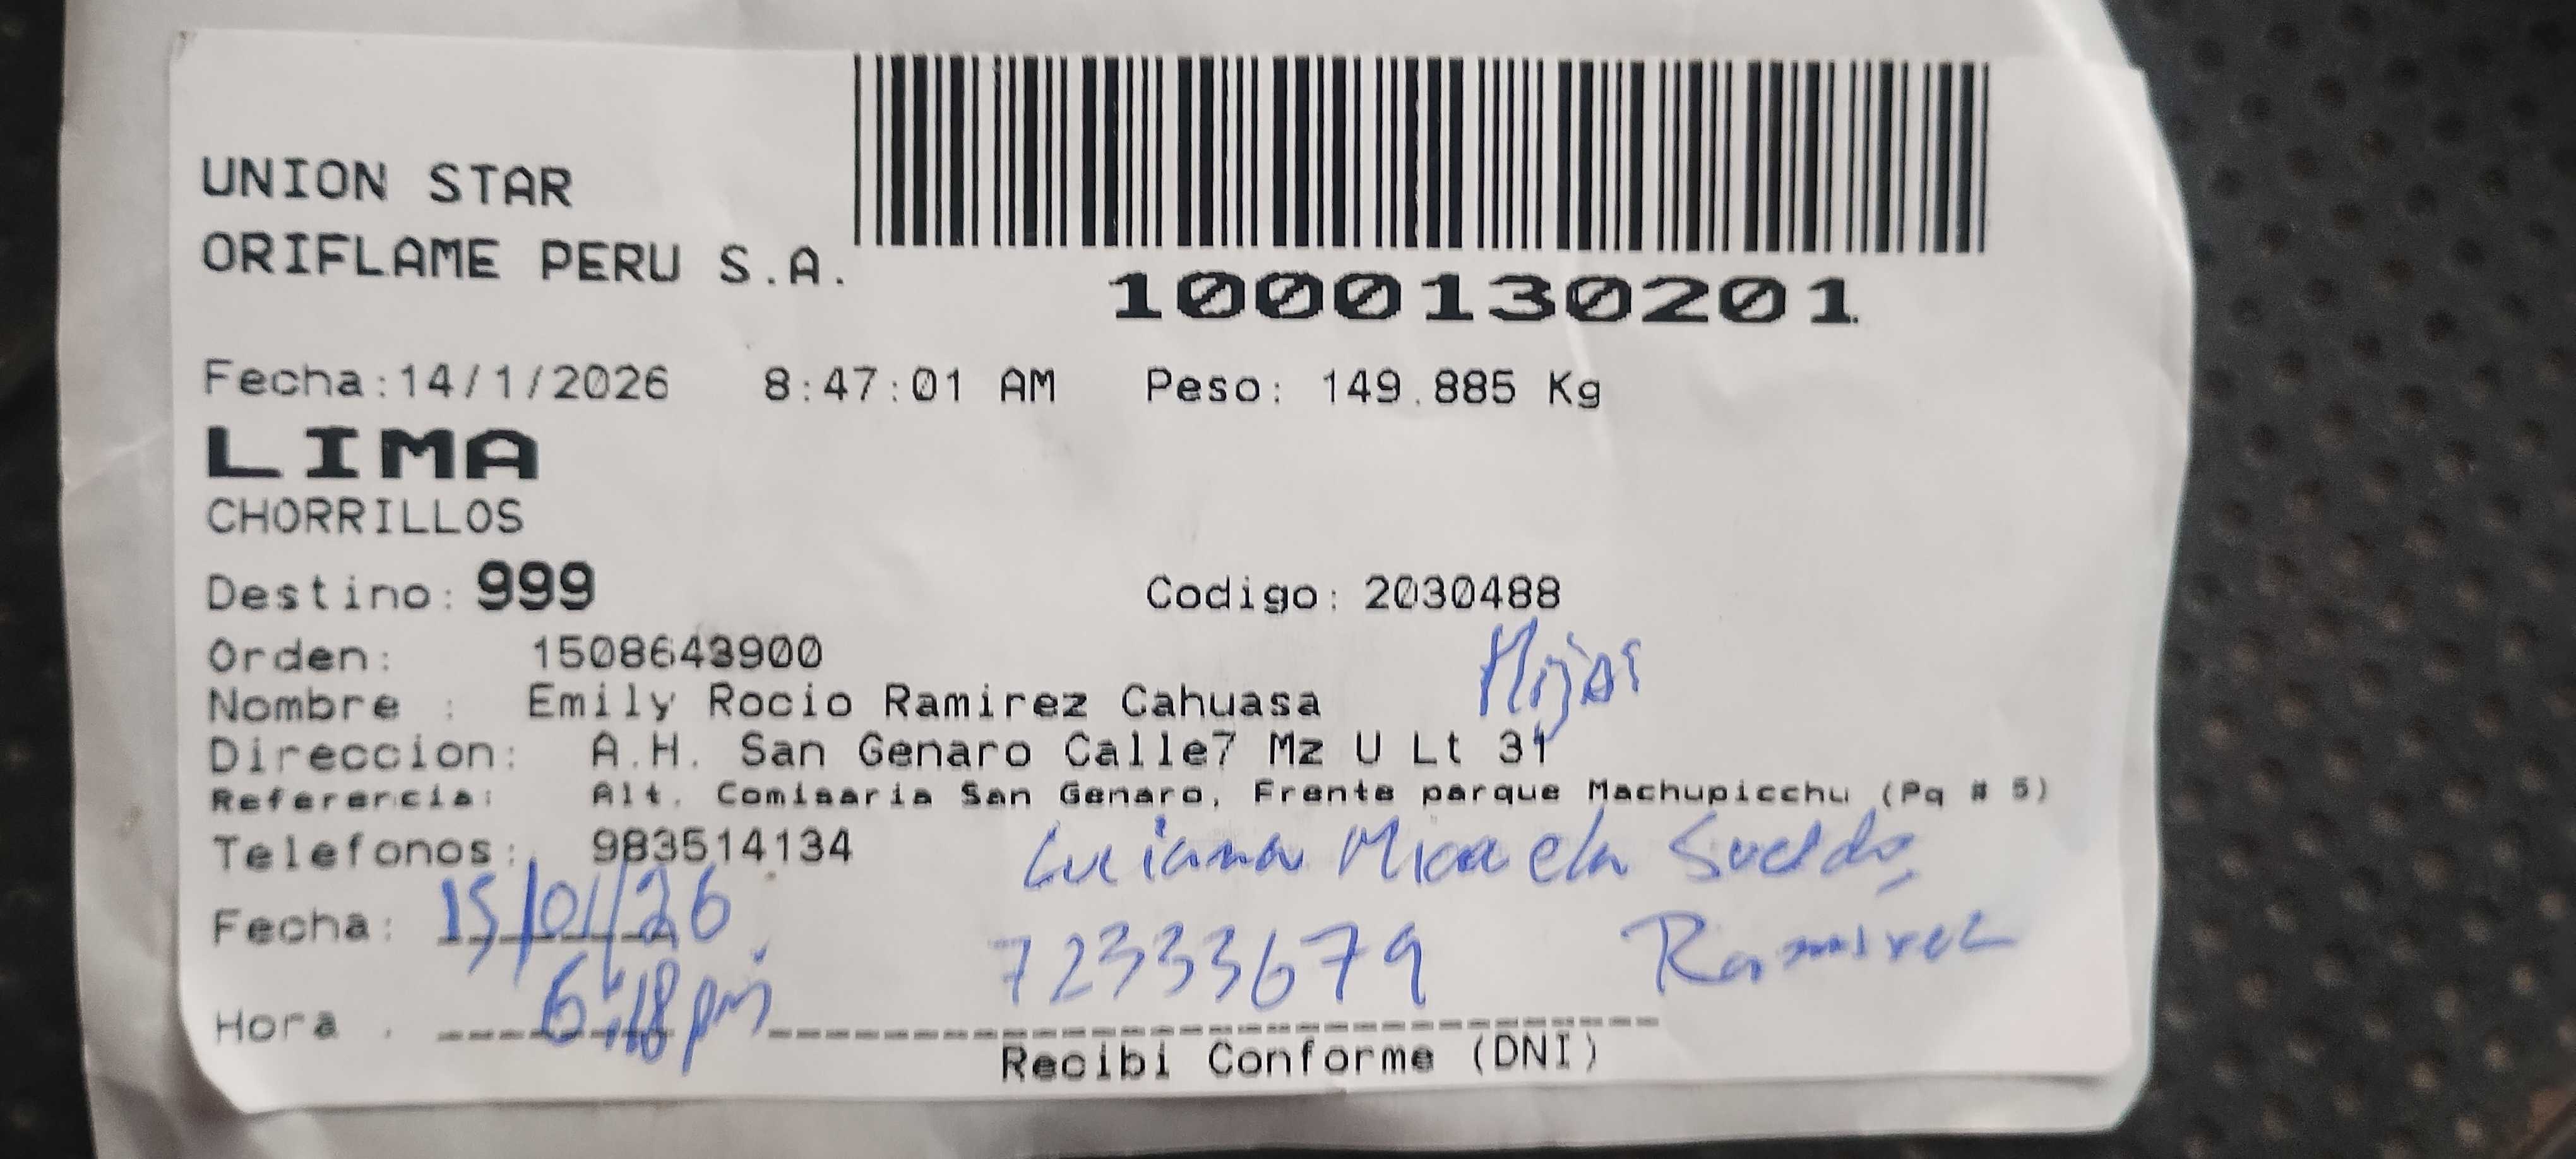 UNION STAR
ORIFLAME PERU S.A.
1000130201
Fecha:14/1/2026 8:47:01 AM Peso: 149.885 Kg
LIMA
CHORRILLOS
Destino: 999 Codigo: 2030488
Orden: 1508643900
Nombre : Emily Rocio Ramirez Cahuasa
Direccion: A.H. San Genaro Calle7 Mz U Lt 31
Referencia: Alt. Comisaria San Genaro, Frente parque Machupicchu (Pq # 5)
Telefonos: 983514134
Luciana Micaela
Fecha: 15/01/26 72333679 Ramirez
Hora : 6:18 pm
Recibi Conforme (DNI)